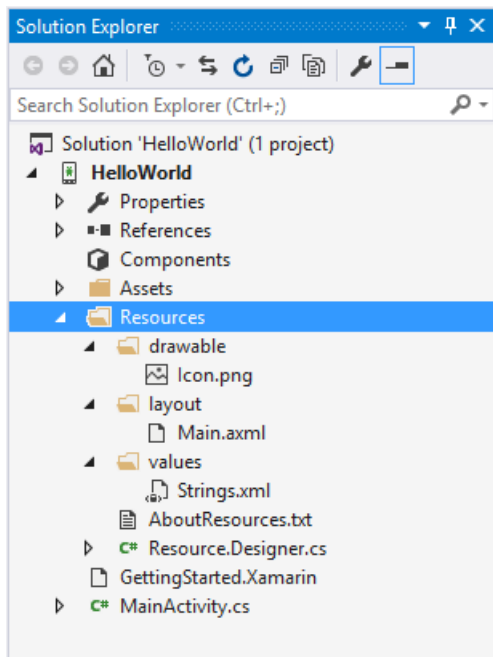 Solution Explorer
Search Solution Explorer (Ctrl+;)
Solution 'HelloWorld' (1 project)
HelloWorld
Properties
References
Components
Assets
Resources
drawable
Icon.png
layout
Main.axml
values
Strings.xml
AboutResources.txt
C# Resource.Designer.cs
GettingStarted.Xamarin
C# MainActivity.cs